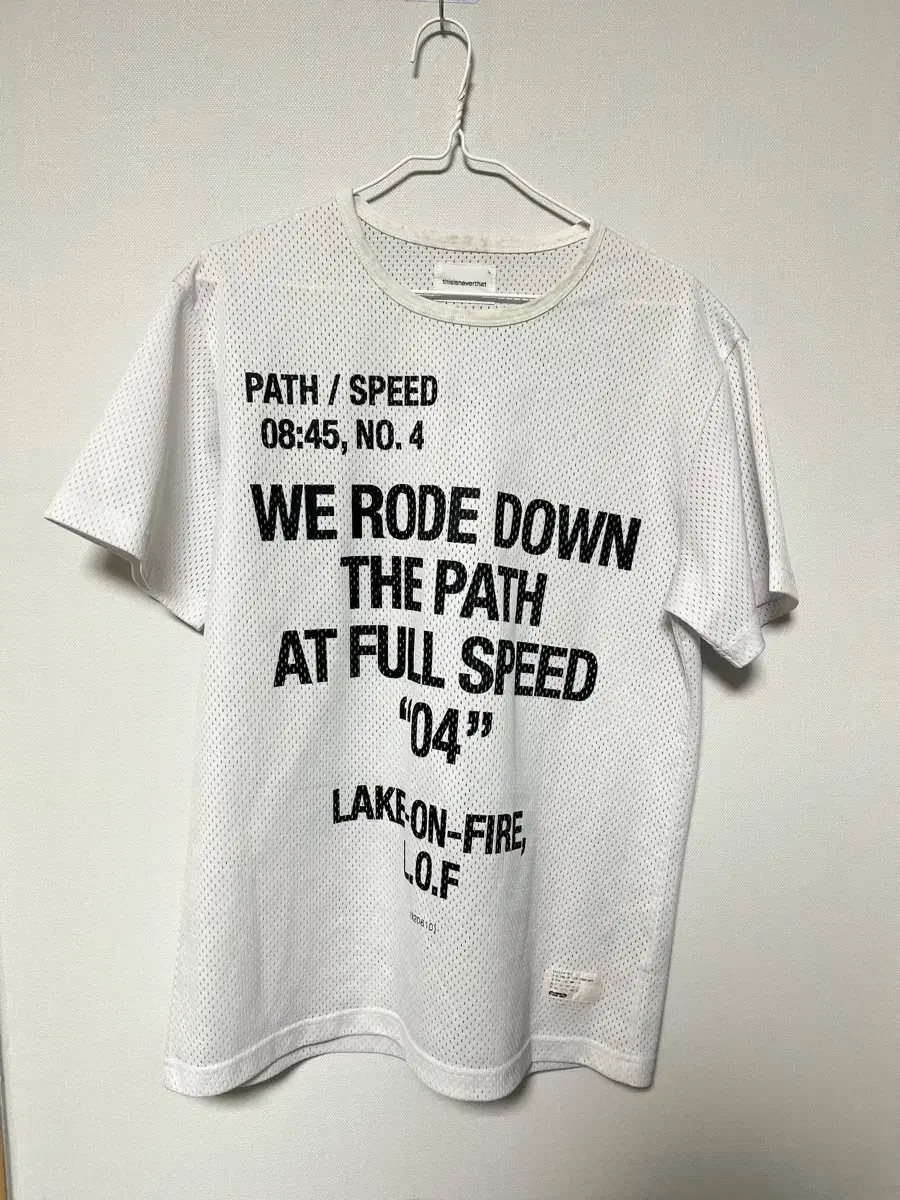 thisisneverthat
PATH / SPEED
08:45, NO. 4
WE RODE DOWN
THE PATH
AT FULL SPEED
“04”
LAKE-ON-FIRE,
L.O.F